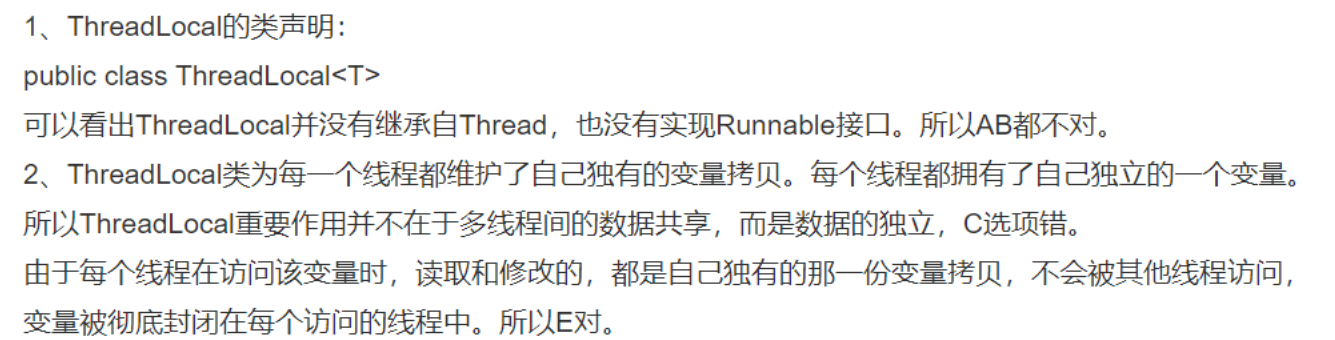 1、ThreadLocal的类声明：
public class ThreadLocal<T>
可以看出ThreadLocal并没有继承自Thread，也没有实现Runnable接口。所以AB都不对。
2、ThreadLocal类为每一个线程都维护了自己独有的变量拷贝。每个线程都拥有了自己独立的一个变量。
所以ThreadLocal重要作用并不在于多线程间的数据共享，而是数据的独立，C选项错。
由于每个线程在访问该变量时，读取和修改的，都是自己独有的那一份变量拷贝，不会被其他线程访问，
变量被彻底封闭在每个访问的线程中。所以E对。